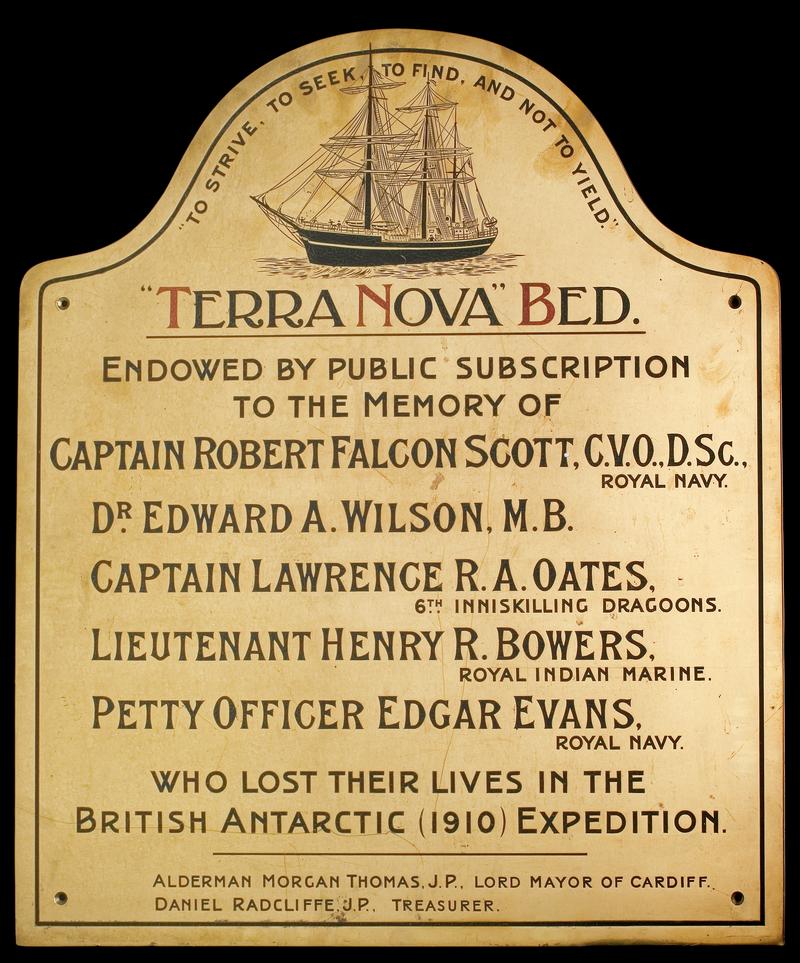 "TO STRIVE, TO SEEK, TO FIND, AND NOT TO YIELD."
"TERRA NOVA" BED.
ENDOWED BY PUBLIC SUBSCRIPTION
TO THE MEMORY OF
CAPTAIN ROBERT FALCON SCOTT, C.V.O., D.Sc.,
ROYAL NAVY.
DR. EDWARD A. WILSON, M.B.
CAPTAIN LAWRENCE R. A. OATES,
6TH INNISKILLING DRAGOONS.
LIEUTENANT HENRY R. BOWERS,
ROYAL INDIAN MARINE.
PETTY OFFICER EDGAR EVANS,
ROYAL NAVY.
WHO LOST THEIR LIVES IN THE
BRITISH ANTARCTIC (1910) EXPEDITION.
ALDERMAN MORGAN THOMAS, J.P., LORD MAYOR OF CARDIFF.
DANIEL RADCLIFFE, J.P., TREASURER.